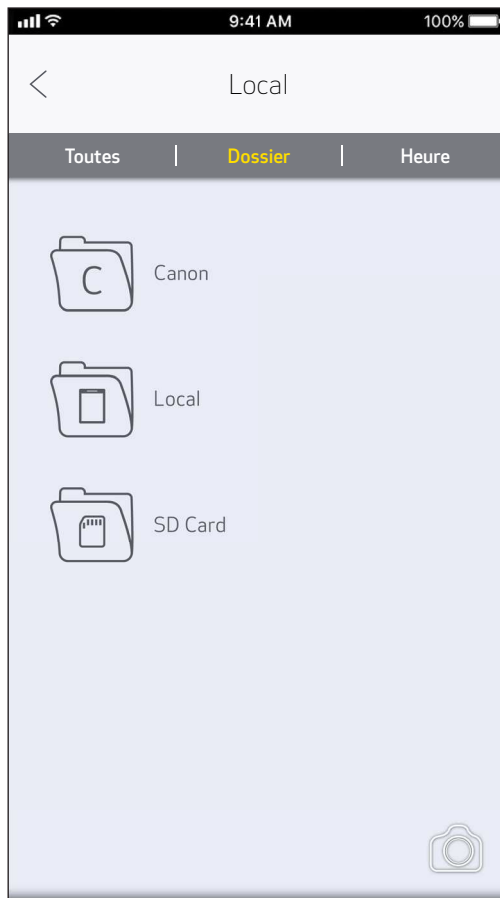 9:41 AM 100%
Local
Toutes | Dossier | Heure
C Canon
Local
SD Card